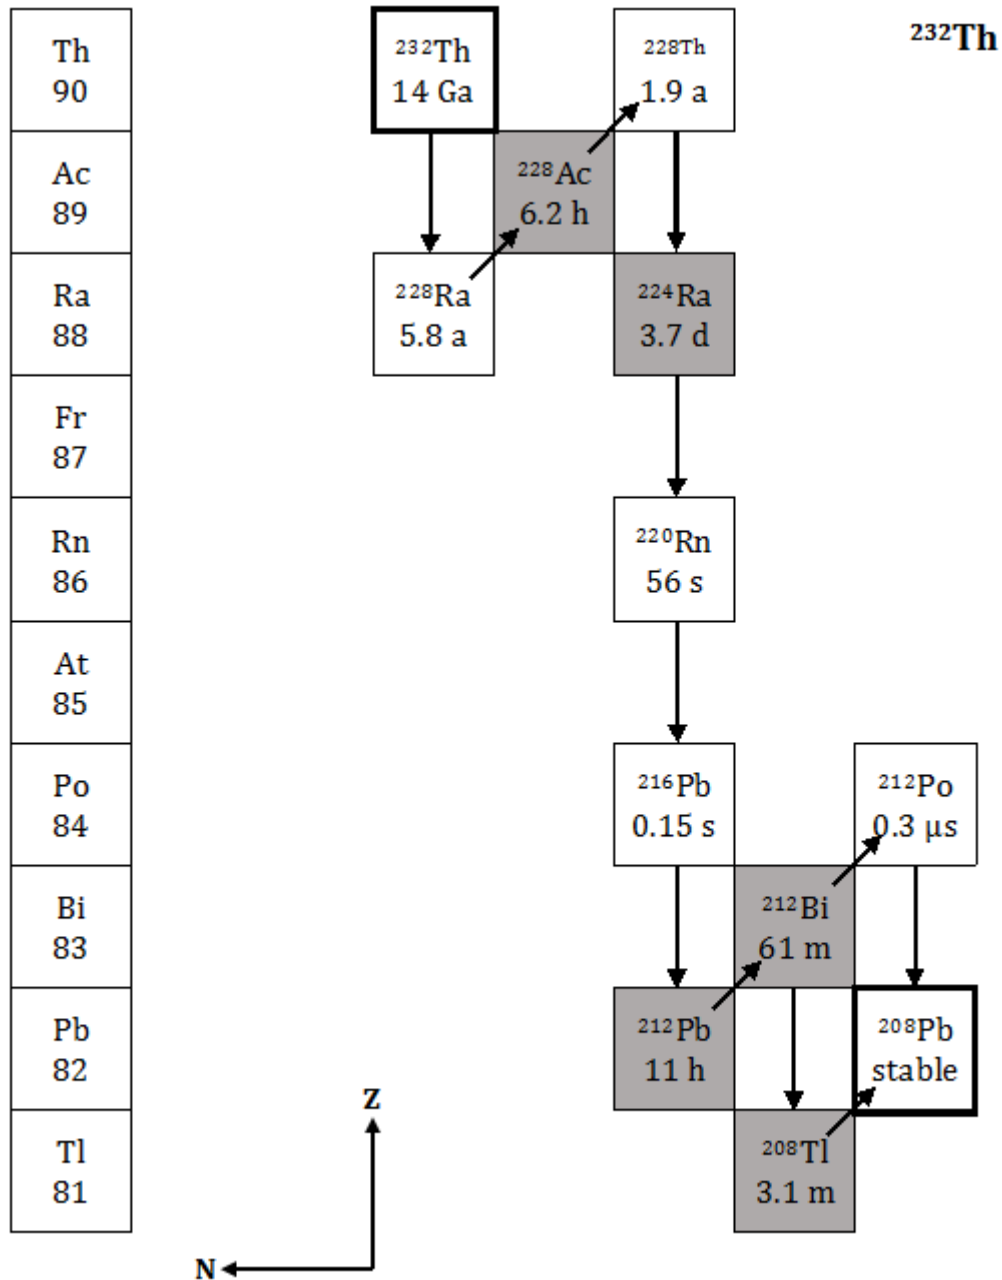 ²³²Th
Th
90
²³²Th
14 Ga
²²⁸Th
1.9 a
Ac
89
²²⁸Ac
6.2 h
Ra
88
²²⁸Ra
5.8 a
²²⁴Ra
3.7 d
Fr
87
Rn
86
²²⁰Rn
56 s
At
85
Po
84
²¹⁶Pb
0.15 s
²¹²Po
0.3 µs
Bi
83
²¹²Bi
61 m
Pb
82
²¹²Pb
11 h
²⁰⁸Pb
stable
Tl
81
²⁰⁸Tl
3.1 m
Z
N